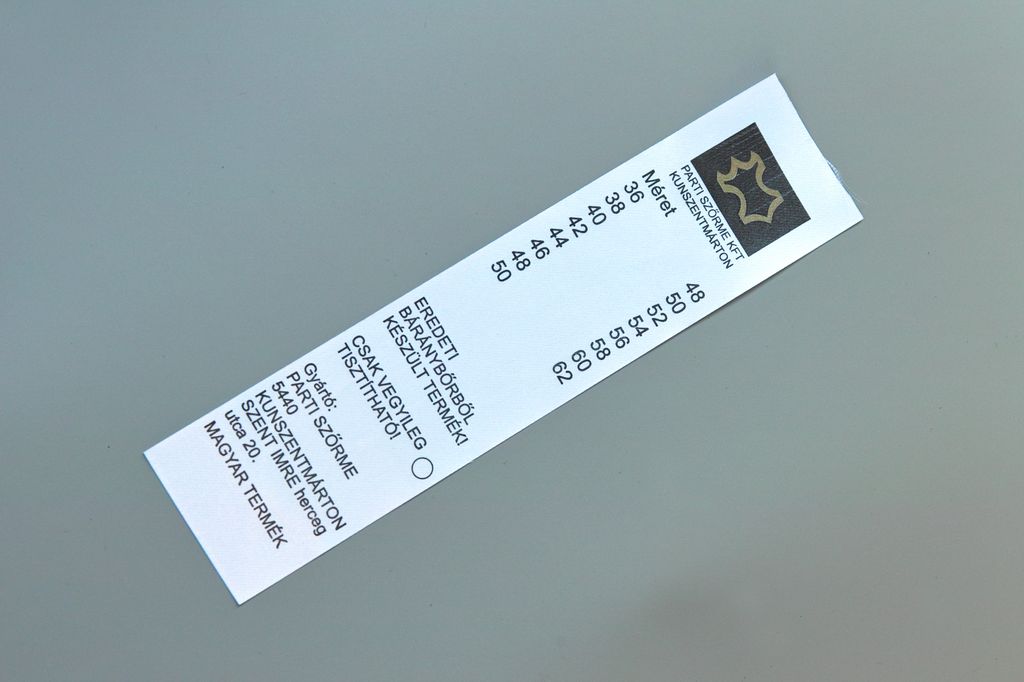 PARTI SZŐRME KFT
KUNSZENTMÁRTON
Méret
36 48
38 50
40 52
42 54
44 56
46 58
48 60
50 62
EREDETI
BÁRÁNYBŐRBŐL
KÉSZÜLT TERMÉK!
CSAK VEGYILEG
TISZTÍTHATÓ!
Gyártó:
PARTI SZŐRME
5440
KUNSZENTMÁRTON
SZENT IMRE herceg
utca 20.
MAGYAR TERMÉK